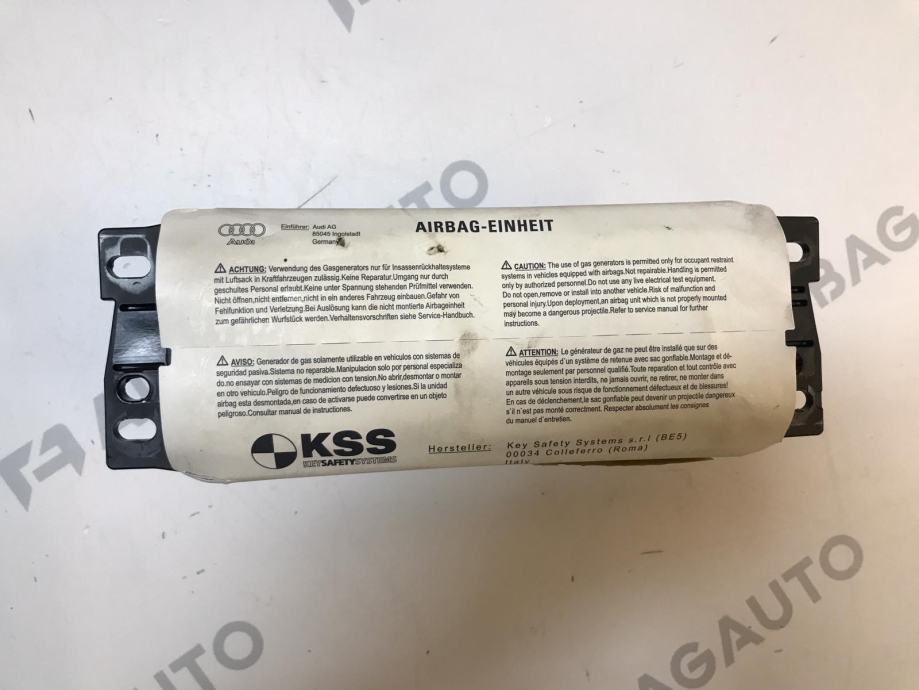 AIRBAG-EINHEIT
Audi
Einführer: Audi AG
85045 Ingolstadt
Germany
ACHTUNG: Verwendung des Gasgenerators nur für Insassenrückhaltesysteme
mit Luftsack in Kraftfahrzeugen zulässig.Keine Reparatur.Umgang nur durch
geschultes Personal erlaubt.Keine unter Spannung stehenden Prüfmittel verwenden.
Nicht öffnen,nicht entfernen,nicht in ein anderes Fahrzeug einbauen.Gefahr von
Fehlfunktion und Verletzung.Bei Auslösung kann die nicht montierte Airbageinheit
zum gefährlichen Wurfstück werden.Verhaltensvorschriften siehe Service-Handbuch.
CAUTION: The use of gas generators is permitted only for occupant restraint
systems in vehicles equipped with airbags.Not repairable.Handling is permitted
only by authorized personnel.Do not use any live electrical test equipment.
Do not open,remove or install into another vehicle.Risk of malfunction and
personal injury.Upon deployment,an airbag unit which is not properly mounted
may become a dangerous projectile.Refer to service manual for further
instructions.
AVISO: Generador de gas solamente utilizable en vehiculos con sistemas de
seguridad pasiva.Sistema no reparable.Manipulacion solo por personal especializa
do.no ensayar con sistemas de medicion con tension.No abrir,desmontar o montar
en otro vehiculo.Peligro de funcionamiento defectuoso y lesiones.Si la unidad
airbag esta desmontada,en caso de activarse puede convertirse en un objeto
peligroso.Consultar manual de instrucciones.
ATTENTION: Le générateur de gaz ne peut être installé que sur des
véhicules équipés d'un système de retenue avec sac gonflable.Montage et dé-
montage seulement par personnel qualifié.Toute reparation et tout contrôle avec
appareils sous tension interdits, ne jamais ouvrir, ne retirer, ne monter dans
un autre véhicule sous risque de fonctionnement défectueux et de blessures!
En cas de déclenchement,le sac gonflable peut devenir un projectile dangereux
s'il n'est pas monté correctment. Respecter absolument les consignes
du manuel d'entretien.
KSS
KEYSAFETYSYSTEMS
Hersteller: Key Safety Systems s.r.l (BE5)
00034 Colleferro (Roma)
Italy